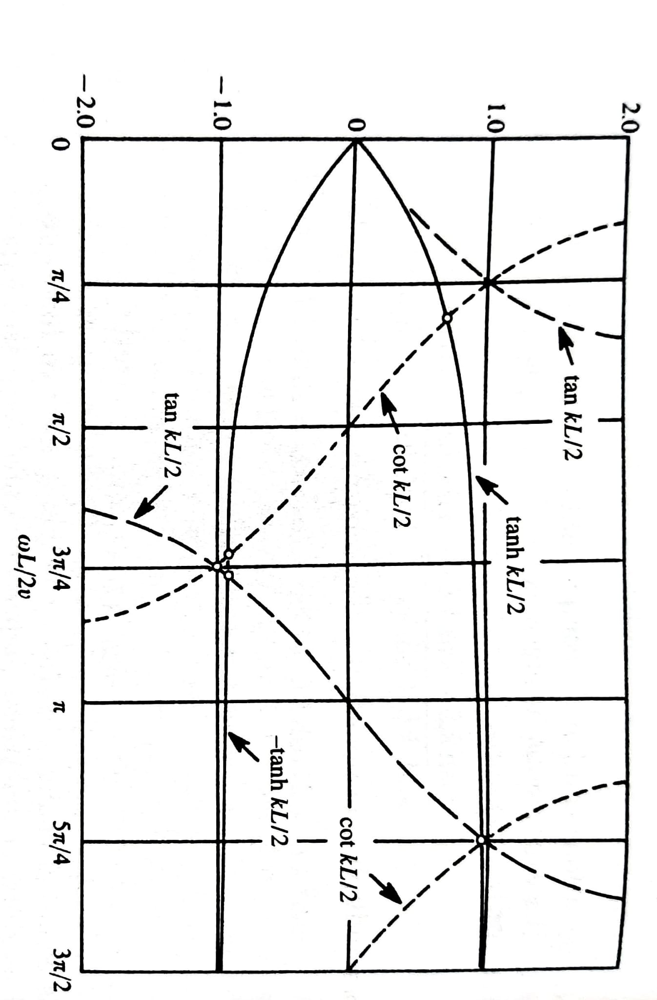 2.0
1.0
0
−1.0
−2.0
tan kL/2
tanh kL/2
cot kL/2
cot kL/2
−tanh kL/2
tan kL/2
0
π/4
π/2
3π/4
π
5π/4
3π/2
ωL/2υ